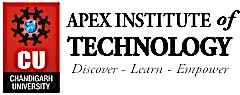 APEX INSTITUTE of
TECHNOLOGY
Discover - Learn - Empower
CU
CHANDIGARH
UNIVERSITY